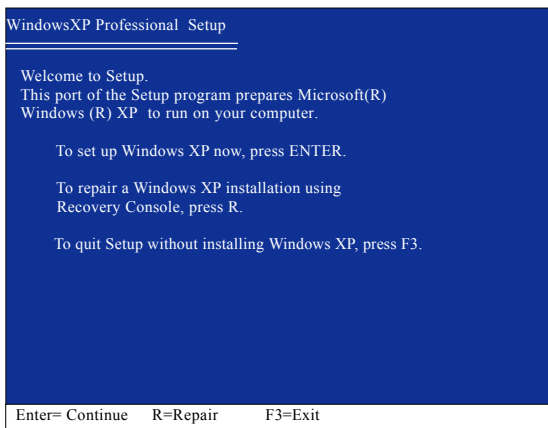 WindowsXP Professional Setup
Welcome to Setup.
This port of the Setup program prepares Microsoft(R)
Windows (R) XP to run on your computer.
To set up Windows XP now, press ENTER.
To repair a Windows XP installation using
Recovery Console, press R.
To quit Setup without installing Windows XP, press F3.
Enter= Continue R=Repair F3=Exit